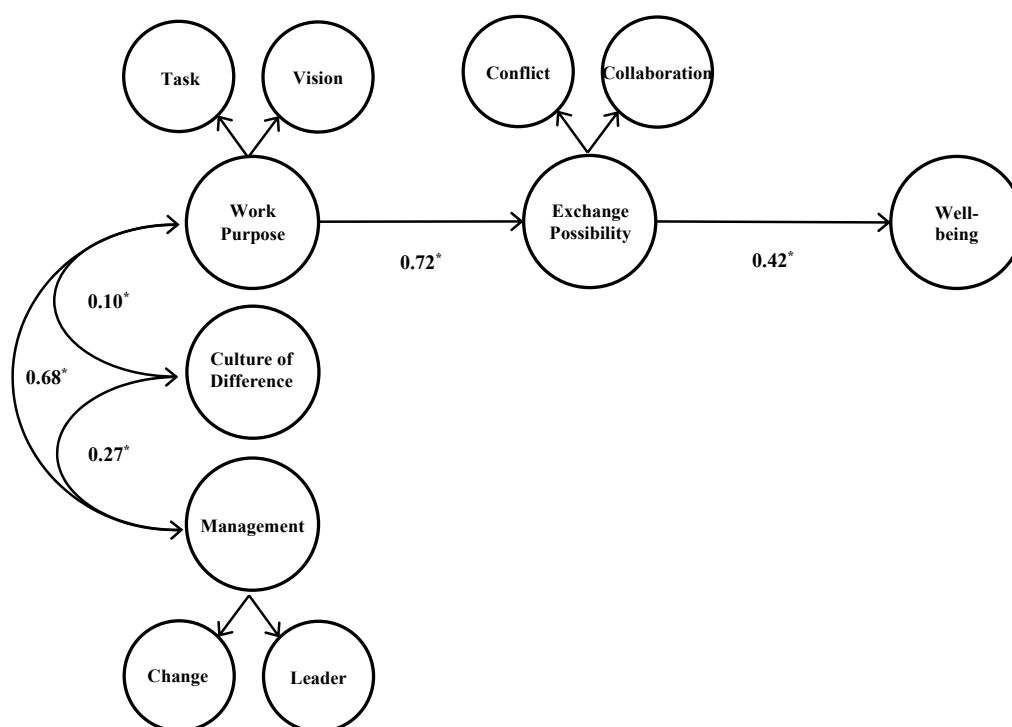 Task
Vision
Conflict
Collaboration
Work
Purpose
Exchange
Possibility
Well-
being
0.72*
0.42*
0.10*
Culture of
Difference
0.68*
0.27*
Management
Change
Leader